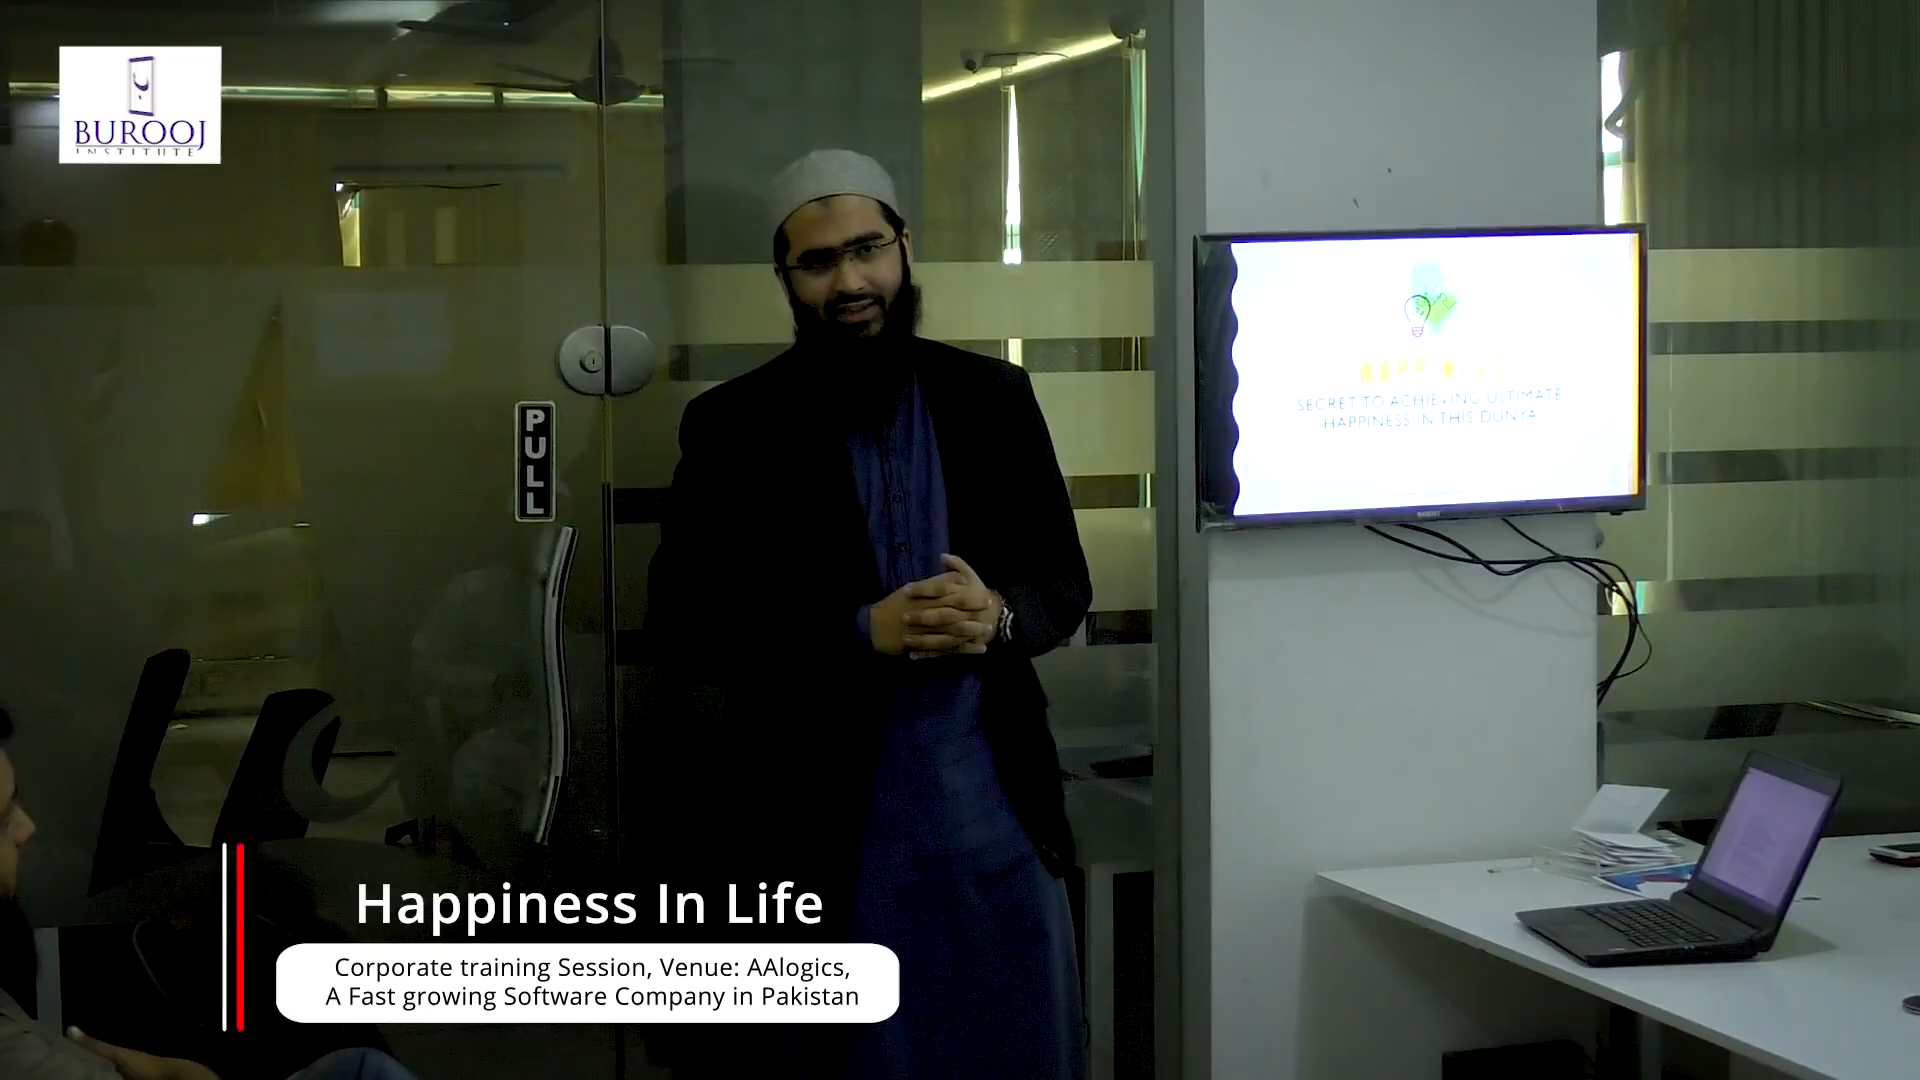 BUROOJ
INSTITUTE
PULL
HAPPINESS
SECRET TO ACHIEVING ULTIMATE
HAPPINESS IN THIS DUNYA
Happiness In Life
Corporate training Session, Venue: AAlogics,
A Fast growing Software Company in Pakistan